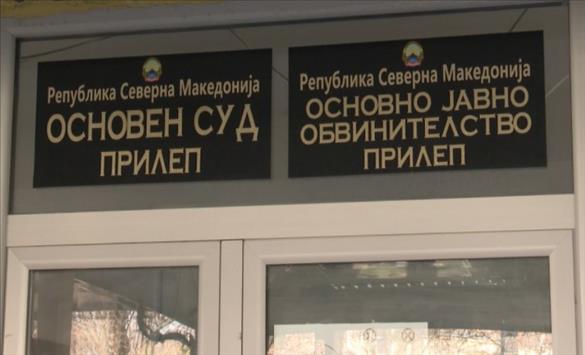 Република Северна Македонија
ОСНОВЕН СУД
ПРИЛЕП
Република Северна Македонија
ОСНОВНО ЈАВНО
ОБВИНИТЕЛСТВО
ПРИЛЕП